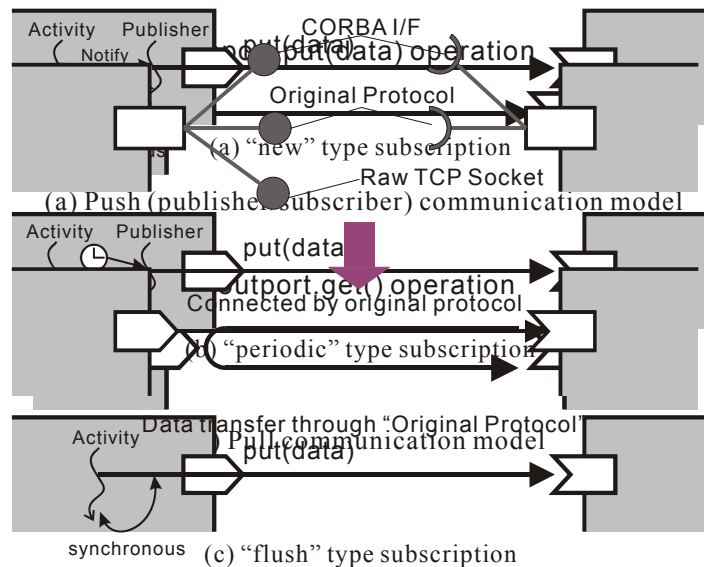 CORBA I/F
Activity Publisher
put(data)
put(data) operation
Notify
Original Protocol
(a) “new” type subscription
Raw TCP Socket
(a) Push (publisher/subscriber) communication model
Activity Publisher
put(data
outport.get() operation
Connected by original protocol
(b) “periodic” type subscription
Data transfer through “Original Protocol”
Activity
) Pull communication model
put(data)
synchronous
(c) “flush” type subscription